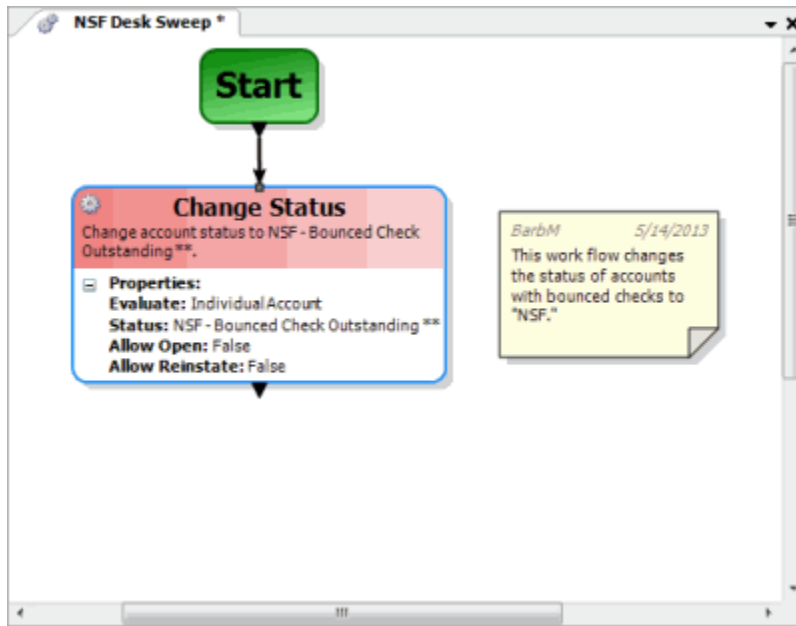 NSF Desk Sweep *
Start
Change Status
Change account status to NSF - Bounced Check
Outstanding **.
Properties:
Evaluate: Individual Account
Status: NSF - Bounced Check Outstanding **
Allow Open: False
Allow Reinstate: False
BarbM 5/14/2013
This work flow changes
the status of accounts
with bounced checks to
"NSF."